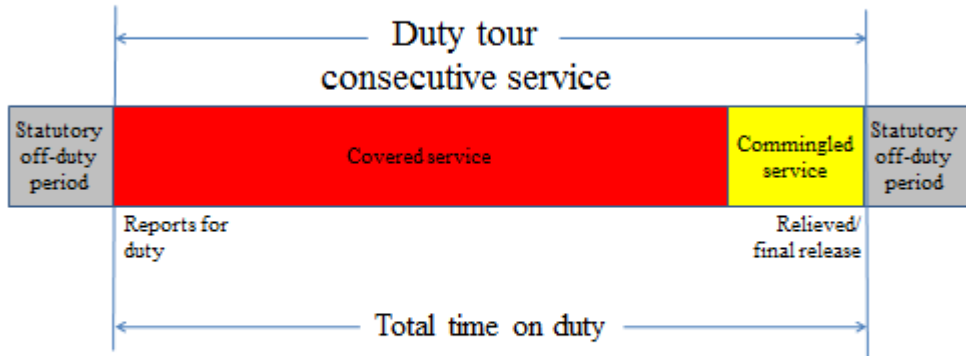 Duty tour
consecutive service
Statutory
off-duty
period
Covered service
Commingled
service
Statutory
off-duty
period
Reports for
duty
Relieved/
final release
Total time on duty